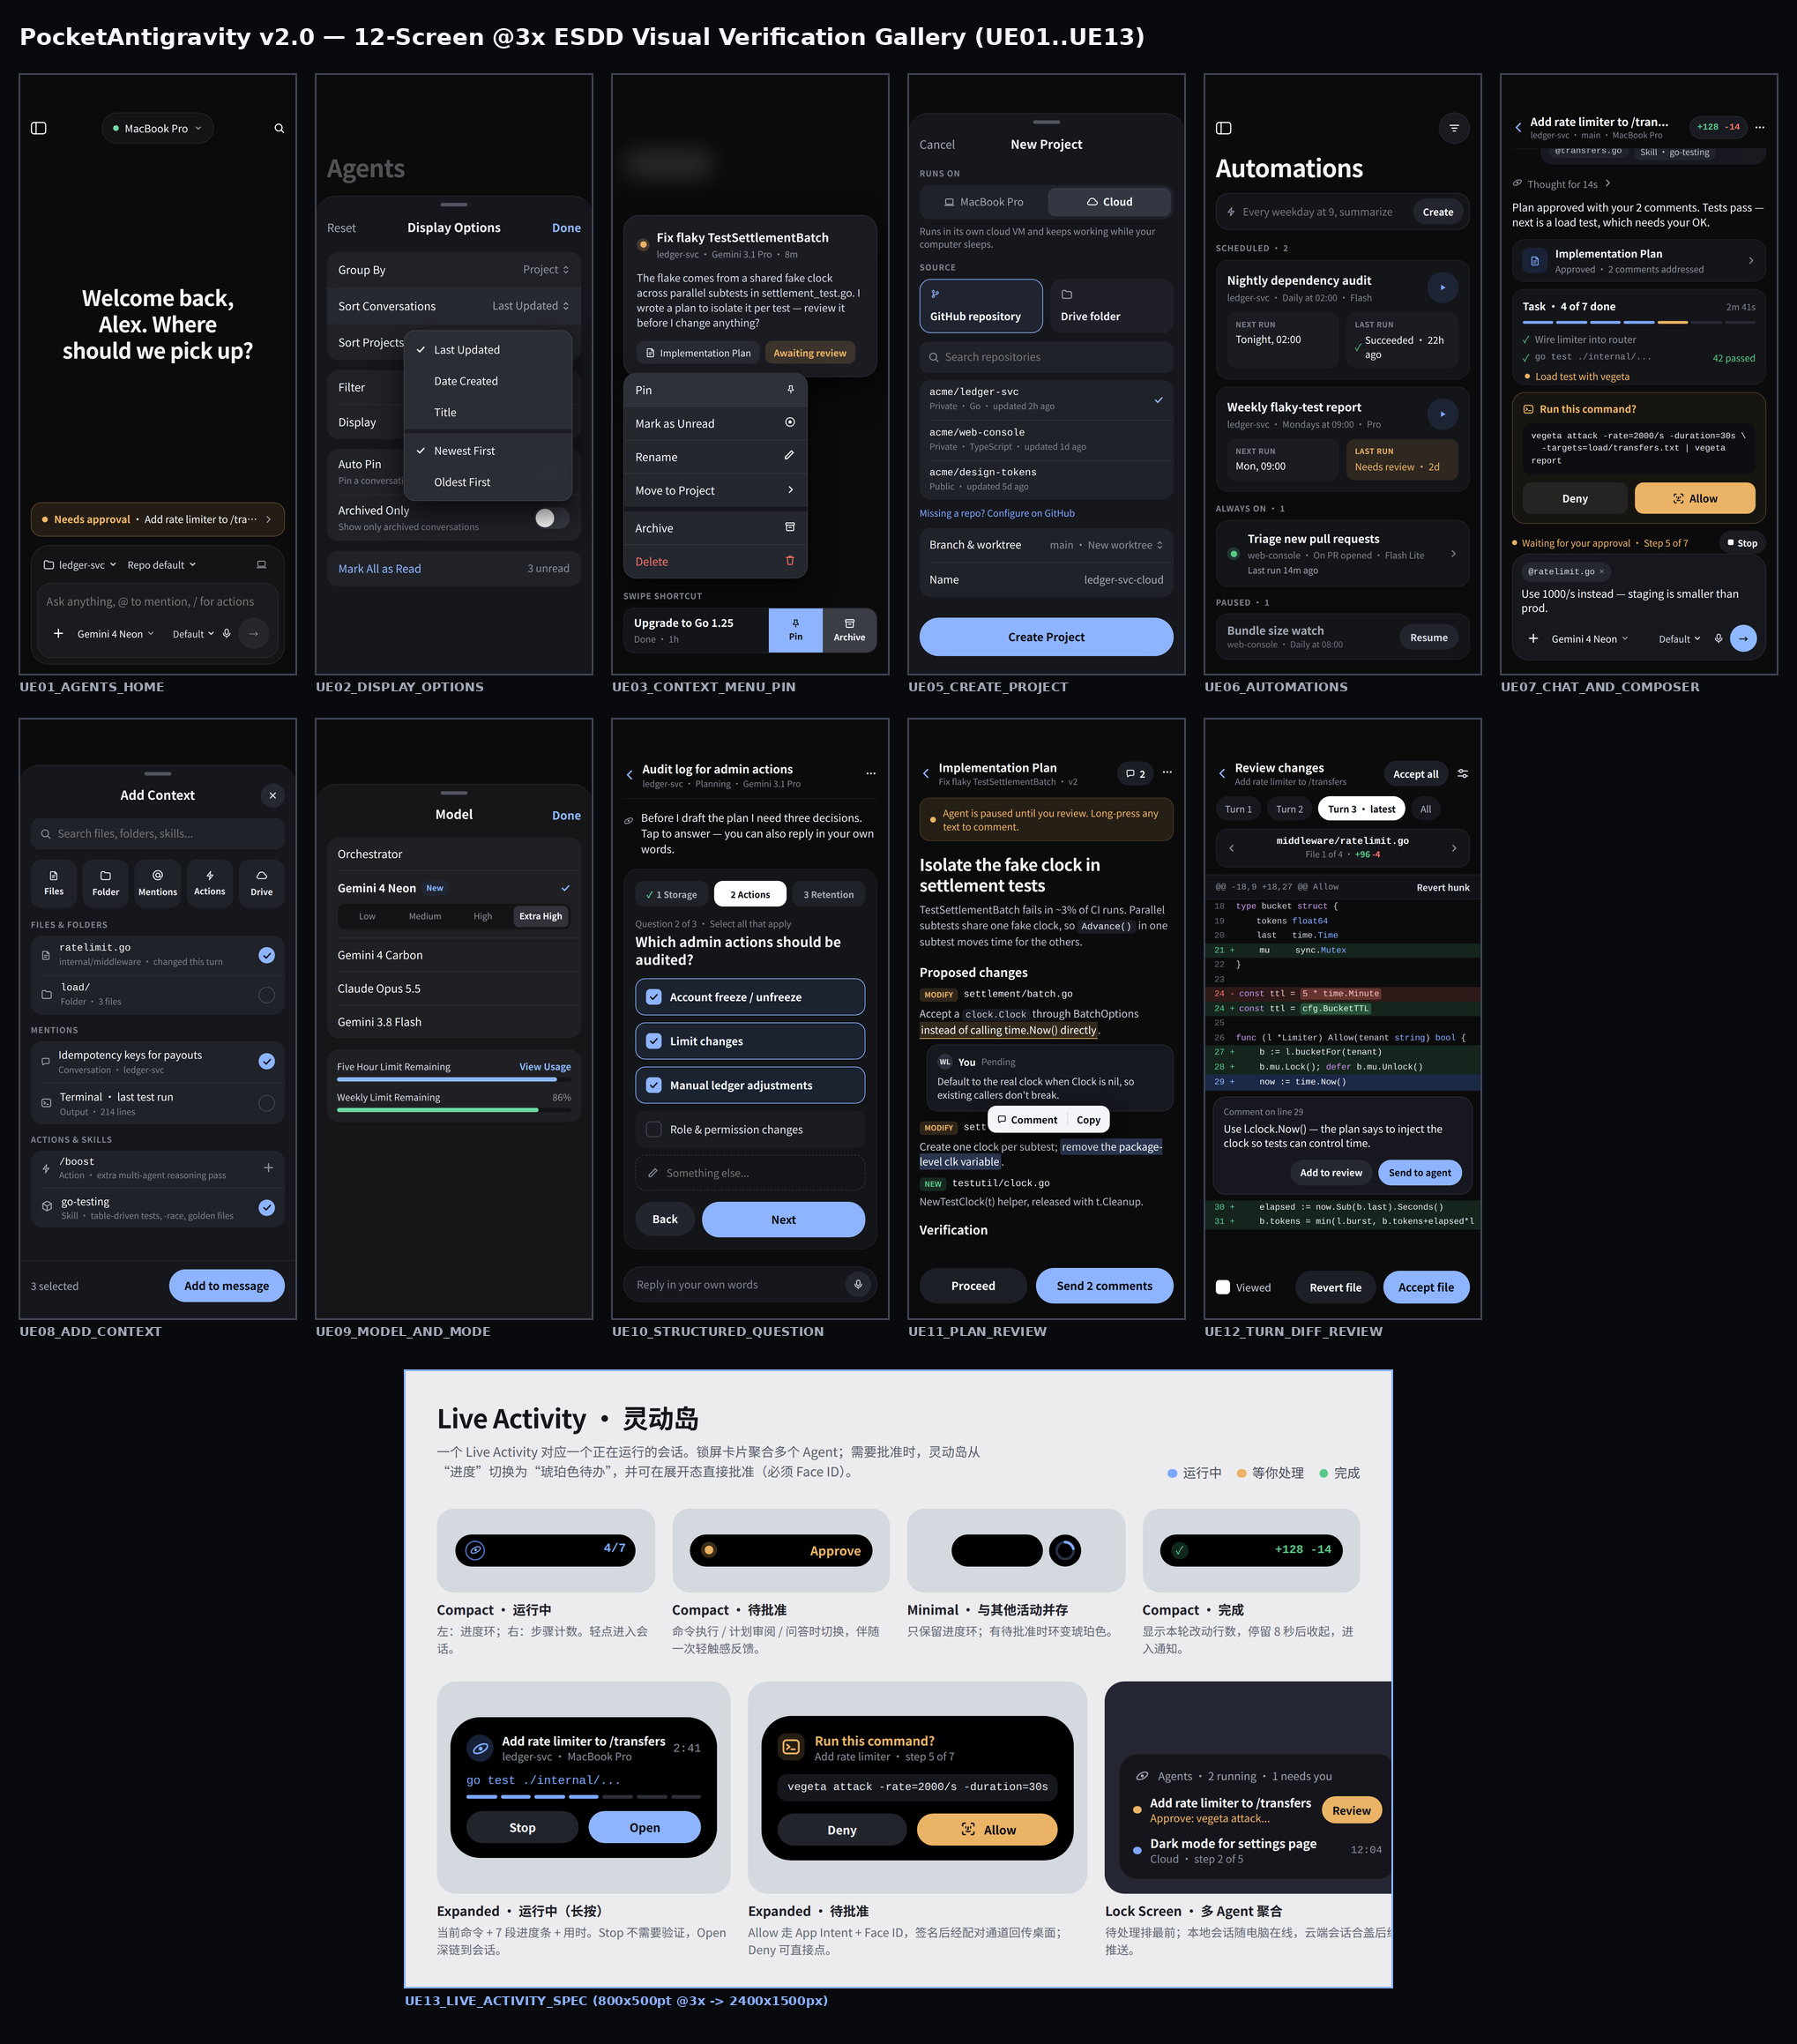 PocketAntigravity v2.0 — 12-Screen @3x ESDD Visual Verification Gallery (UE01..UE13)
MacBook Pro
Welcome back,
Alex. Where
should we pick up?
Needs approval • Add rate limiter to /tra...
ledger-svc
Repo default
Ask anything, @ to mention, / for actions
Gemini 4 Neon
Default
UE01_AGENTS_HOME
Agents
Reset
Display Options
Done
Group By
Project
Sort Conversations
Last Updated
Sort Projects
Last Updated
Date Created
Title
Newest First
Oldest First
Filter
Display
Auto Pin
Pin a conversati
Archived Only
Show only archived conversations
Mark All as Read
3 unread
UE02_DISPLAY_OPTIONS
Fix flaky TestSettlementBatch
ledger-svc • Gemini 3.1 Pro • 8m
The flake comes from a shared fake clock
across parallel subtests in settlement_test.go. I
wrote a plan to isolate it per test — review it
before I change anything?
Implementation Plan
Awaiting review
Pin
Mark as Unread
Rename
Move to Project
Archive
Delete
SWIPE SHORTCUT
Upgrade to Go 1.25
Done • 1h
Pin
Archive
UE03_CONTEXT_MENU_PIN
Cancel
New Project
RUNS ON
MacBook Pro
Cloud
Runs in its own cloud VM and keeps working while your
computer sleeps.
SOURCE
GitHub repository
Drive folder
Search repositories
acme/ledger-svc
Private • Go • updated 2h ago
acme/web-console
Private • TypeScript • updated 1d ago
acme/design-tokens
Public • updated 5d ago
Missing a repo? Configure on GitHub
Branch & worktree
main • New worktree
Name
ledger-svc-cloud
Create Project
UE05_CREATE_PROJECT
Automations
Every weekday at 9, summarize
Create
SCHEDULED • 2
Nightly dependency audit
ledger-svc • Daily at 02:00 • Flash
NEXT RUN
Tonight, 02:00
LAST RUN
✓ Succeeded • 22h
ago
Weekly flaky-test report
ledger-svc • Mondays at 09:00 • Pro
NEXT RUN
Mon, 09:00
LAST RUN
Needs review • 2d
ALWAYS ON • 1
Triage new pull requests
web-console • On PR opened • Flash Lite
Last run 14m ago
PAUSED • 1
Bundle size watch
web-console • Daily at 08:00
Resume
UE06_AUTOMATIONS
Add rate limiter to /tran...
ledger-svc • main • MacBook Pro
+128 -14
@transfers.go
Skill • go-testing
Thought for 14s
Plan approved with your 2 comments. Tests pass —
next is a load test, which needs your OK.
Implementation Plan
Approved • 2 comments addressed
Task • 4 of 7 done
2m 41s
✓ Wire limiter into router
✓ go test ./internal/...
42 passed
Load test with vegeta
Run this command?
vegeta attack -rate=2000/s -duration=30s \
-targets=load/transfers.txt | vegeta
report
Deny
Allow
Waiting for your approval • Step 5 of 7
Stop
@ratelimit.go ×
Use 1000/s instead — staging is smaller than
prod.
Gemini 4 Neon
Default
UE07_CHAT_AND_COMPOSER
Add Context
Search files, folders, skills...
Files
Folder
Mentions
Actions
Drive
FILES & FOLDERS
ratelimit.go
internal/middleware • changed this turn
load/
Folder • 3 files
MENTIONS
Idempotency keys for payouts
Conversation • ledger-svc
Terminal • last test run
Output • 214 lines
ACTIONS & SKILLS
/boost
Action • extra multi-agent reasoning pass
go-testing
Skill • table-driven tests, -race, golden files
3 selected
Add to message
UE08_ADD_CONTEXT
Model
Done
Orchestrator
Gemini 4 Neon
New
Low
Medium
High
Extra High
Gemini 4 Carbon
Claude Opus 5.5
Gemini 3.8 Flash
Five Hour Limit Remaining
View Usage
Weekly Limit Remaining
86%
UE09_MODEL_AND_MODE
Audit log for admin actions
ledger-svc • Planning • Gemini 3.1 Pro
Before I draft the plan I need three decisions.
Tap to answer — you can also reply in your own
words.
✓ 1 Storage
2 Actions
3 Retention
Question 2 of 3 • Select all that apply
Which admin actions should be
audited?
Account freeze / unfreeze
Limit changes
Manual ledger adjustments
Role & permission changes
Something else...
Back
Next
Reply in your own words
UE10_STRUCTURED_QUESTION
Implementation Plan
Fix flaky TestSettlementBatch • v2
2
Agent is paused until you review. Long-press any
text to comment.
Isolate the fake clock in
settlement tests
TestSettlementBatch fails in ~3% of CI runs. Parallel
subtests share one fake clock, so Advance() in one
subtest moves time for the others.
Proposed changes
MODIFY settlement/batch.go
Accept a clock.Clock through BatchOptions
instead of calling time.Now() directly.
WL You Pending
Default to the real clock when Clock is nil, so
existing callers don't break.
Comment
Copy
MODIFY sett
Create one clock per subtest; remove the package-
level clk variable.
NEW testutil/clock.go
NewTestClock(t) helper, released with t.Cleanup.
Verification
Proceed
Send 2 comments
UE11_PLAN_REVIEW
Review changes
Add rate limiter to /transfers
Accept all
Turn 1
Turn 2
Turn 3 • latest
All
middleware/ratelimit.go
File 1 of 4 • +96 -4
@@ -18,9 +18,27 @@ Allow
Revert hunk
18 type bucket struct {
19 tokens float64
20 last time.Time
21 + mu sync.Mutex
22 }
23
24 - const ttl = 5 * time.Minute
24 + const ttl = cfg.BucketTTL
25
26 func (l *Limiter) Allow(tenant string) bool {
27 + b := l.bucketFor(tenant)
28 + b.mu.Lock(); defer b.mu.Unlock()
29 + now := time.Now()
Comment on line 29
Use l.clock.Now() — the plan says to inject the
clock so tests can control time.
Add to review
Send to agent
30 + elapsed := now.Sub(b.last).Seconds()
31 + b.tokens = min(l.burst, b.tokens+elapsed*l
Viewed
Revert file
Accept file
UE12_TURN_DIFF_REVIEW
Live Activity · 灵动岛
一个 Live Activity 对应一个正在运行的会话。锁屏卡片聚合多个 Agent；需要批准时，灵动岛从
“进度”切换为“琥珀色待办”，并可在展开态直接批准（必须 Face ID）。
运行中
等你处理
完成
4/7
Approve
✓ +128 -14
Compact · 运行中
左：进度环；右：步骤计数。轻点进入会
话。
Compact · 待批准
命令执行 / 计划审阅 / 问答时切换，伴随
一次轻触感反馈。
Minimal · 与其他活动并存
只保留进度环；有待批准时环变琥珀色。
Compact · 完成
显示本轮改动行数，停留 8 秒后收起，进
入通知。
Add rate limiter to /transfers
ledger-svc • MacBook Pro
2:41
go test ./internal/...
Stop
Open
Run this command?
Add rate limiter • step 5 of 7
vegeta attack -rate=2000/s -duration=30s
Deny
Allow
Agents • 2 running • 1 needs you
Add rate limiter to /transfers
Approve: vegeta attack...
Review
Dark mode for settings page
Cloud • step 2 of 5
12:04
Expanded · 运行中（长按）
当前命令 + 7 段进度条 + 用时。Stop 不需要验证，Open
深链到会话。
Expanded · 待批准
Allow 走 App Intent + Face ID，签名后经配对通道回传桌面；
Deny 可直接点。
Lock Screen · 多 Agent 聚合
待处理排最前；本地会话随电脑在线，云端会话合盖后
推送。
UE13_LIVE_ACTIVITY_SPEC (800x500pt @3x -> 2400x1500px)